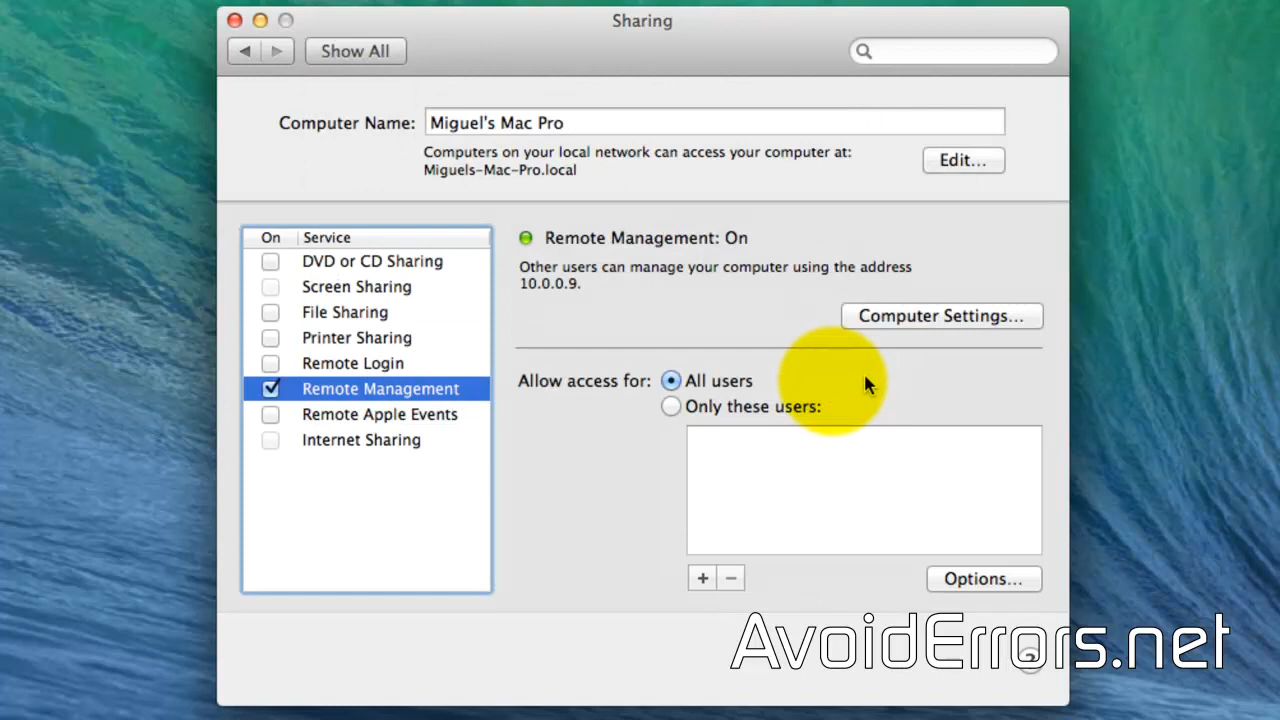 Sharing
Show All
Computer Name: Miguel's Mac Pro
Computers on your local network can access your computer at:
Miguels-Mac-Pro.local
Edit...
On Service
DVD or CD Sharing
Screen Sharing
File Sharing
Printer Sharing
Remote Login
Remote Management
Remote Apple Events
Internet Sharing
Remote Management: On
Other users can manage your computer using the address
10.0.0.9.
Computer Settings...
Allow access for: All users
Only these users:
+ −
Options...
AvoidErrors.net
?